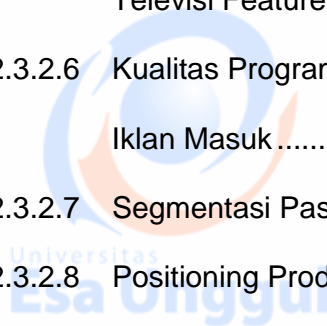 Televisi Feature
2.3.2.6 Kualitas Program
Iklan Masuk ......
2.3.2.7 Segmentasi Pas
Universitas
2.3.2.8 Positioning Prod
Esa Unggul